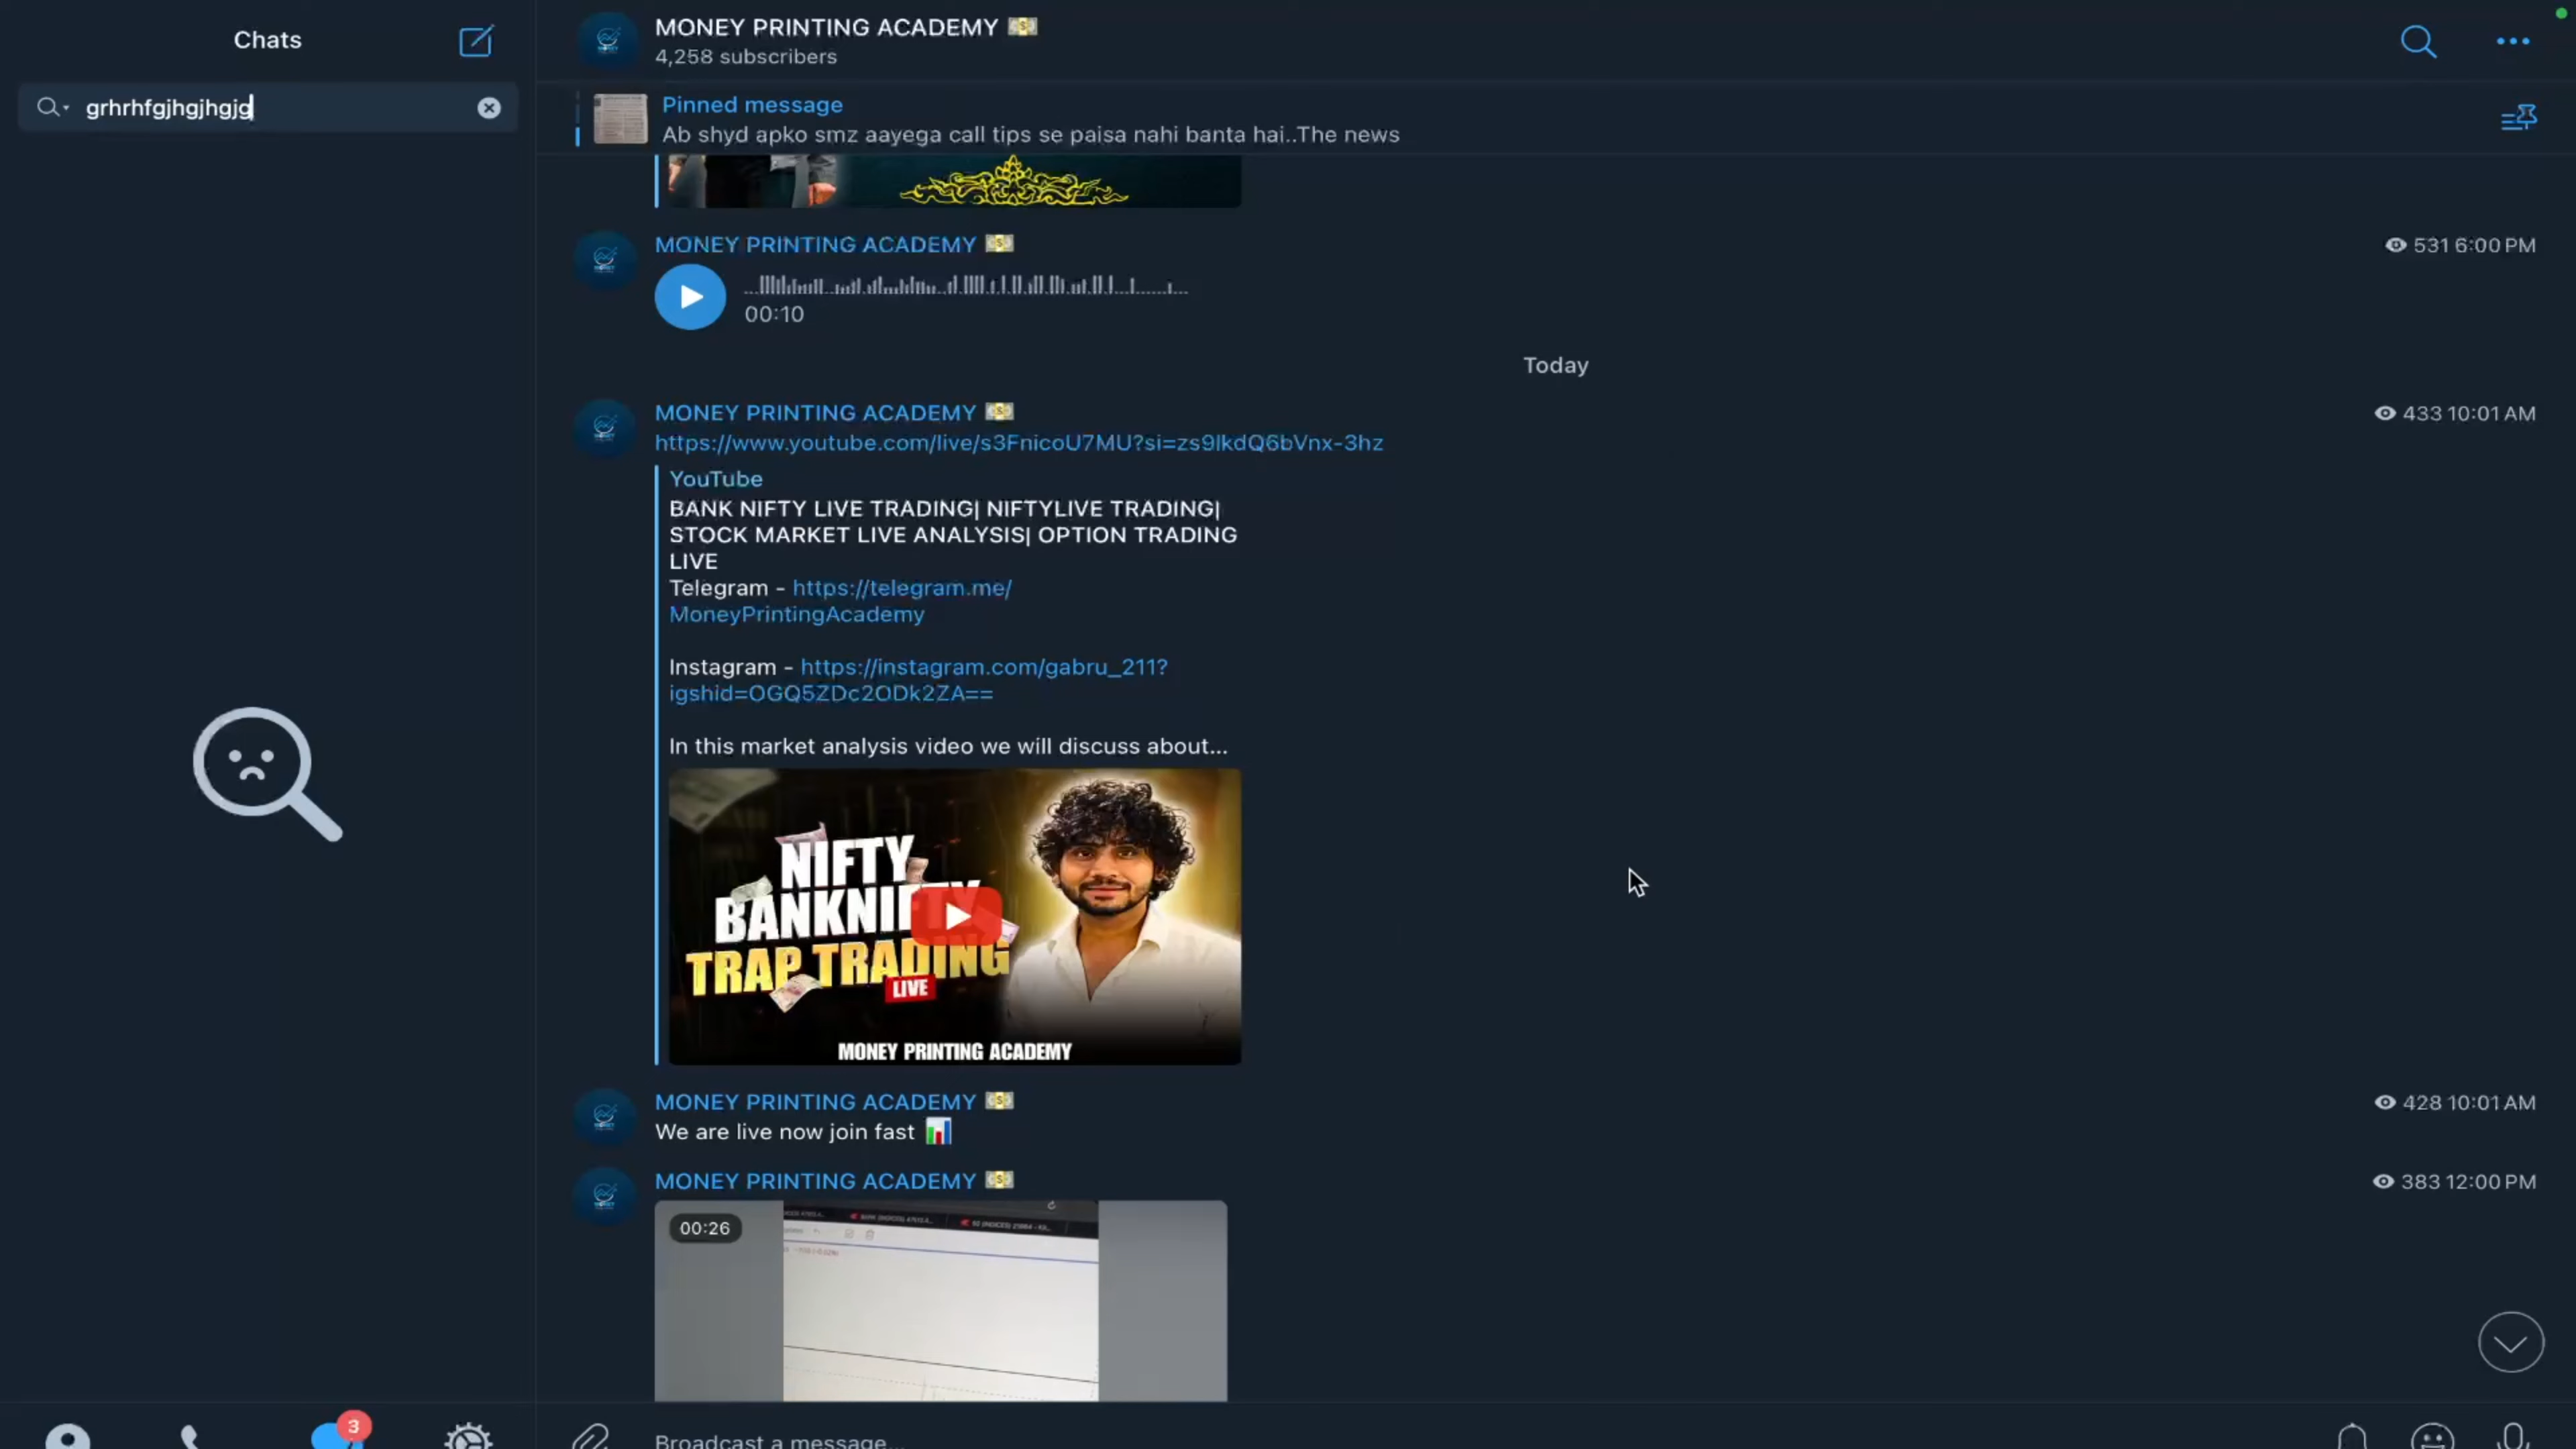 Chats
grhrhfgjhgjhgjg
MONEY PRINTING ACADEMY
4,258 subscribers
Pinned message
Ab shyd apko smz aayega call tips se paisa nahi banta hai..The news
MONEY PRINTING ACADEMY
531 6:00 PM
00:10
Today
MONEY PRINTING ACADEMY
433 10:01 AM
https://www.youtube.com/live/s3FnicoU7MU?si=zs9lkdQ6bVnx-3hz
YouTube
BANK NIFTY LIVE TRADING| NIFTYLIVE TRADING|
STOCK MARKET LIVE ANALYSIS| OPTION TRADING
LIVE
Telegram - https://telegram.me/
MoneyPrintingAcademy
Instagram - https://instagram.com/gabru_211?
igshid=OGQ5ZDc2ODk2ZA==
In this market analysis video we will discuss about...
NIFTY
BANKNIFTY
TRAP TRADING
LIVE
MONEY PRINTING ACADEMY
MONEY PRINTING ACADEMY
428 10:01 AM
We are live now join fast
MONEY PRINTING ACADEMY
383 12:00 PM
00:26
3
Broadcast a message...